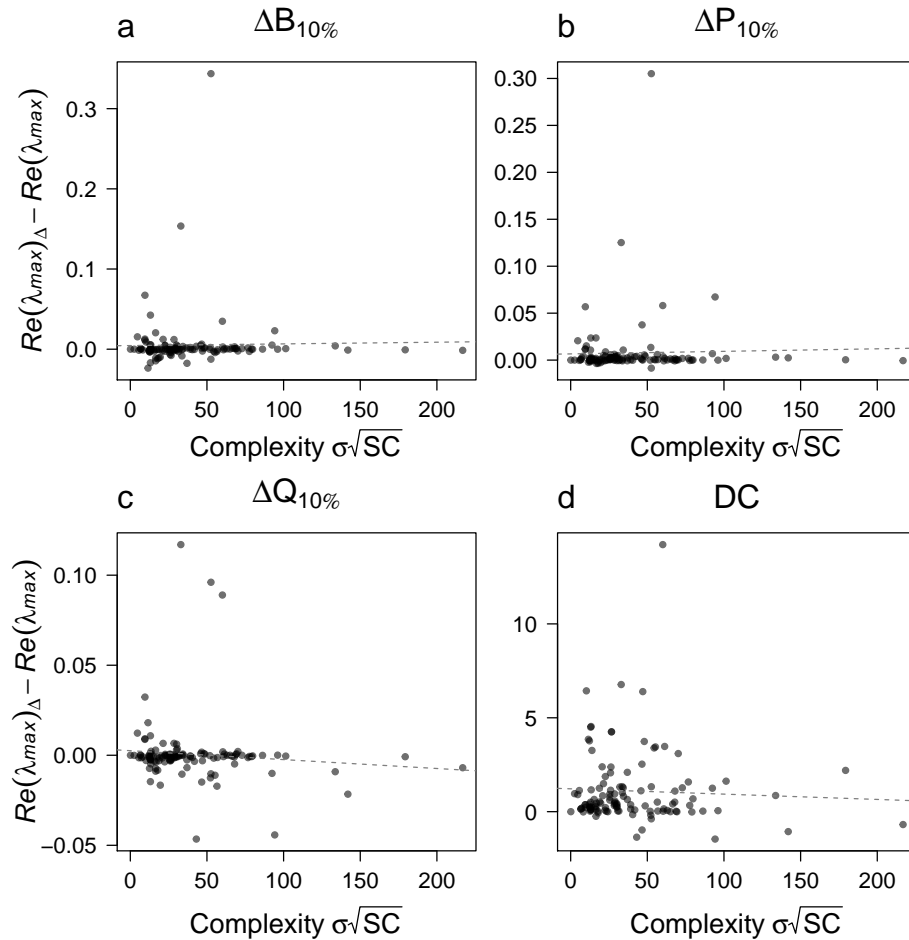 a ΔB10% b ΔP10%
Re(λmax)Δ − Re(λmax)
0.3
0.2
0.1
0.0
0 50 100 150 200
Complexity σ√SC
0.30
0.25
0.20
0.15
0.10
0.05
0.00
0 50 100 150 200
Complexity σ√SC
c ΔQ10% d DC
Re(λmax)Δ − Re(λmax)
0.10
0.05
0.00
−0.05
0 50 100 150 200
Complexity σ√SC
10
5
0
0 50 100 150 200
Complexity σ√SC